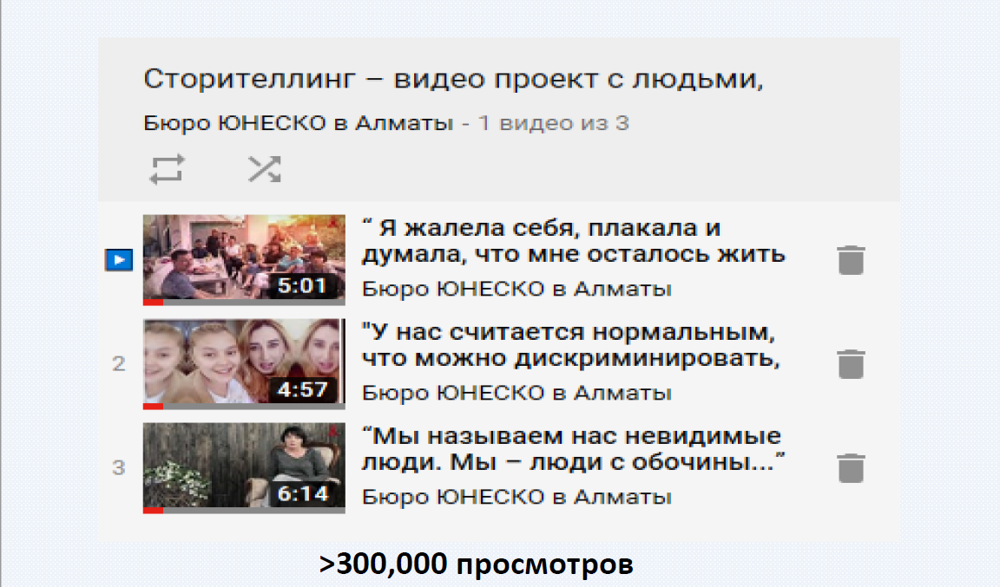 Сторителлинг – видео проект с людьми,
Бюро ЮНЕСКО в Алматы - 1 видео из 3
“ Я жалела себя, плакала и
думала, что мне осталось жить
Бюро ЮНЕСКО в Алматы
5:01
2
"У нас считается нормальным,
что можно дискриминировать,
Бюро ЮНЕСКО в Алматы
4:57
3
“Мы называем нас невидимые
люди. Мы – люди с обочины...”
Бюро ЮНЕСКО в Алматы
6:14
>300,000 просмотров